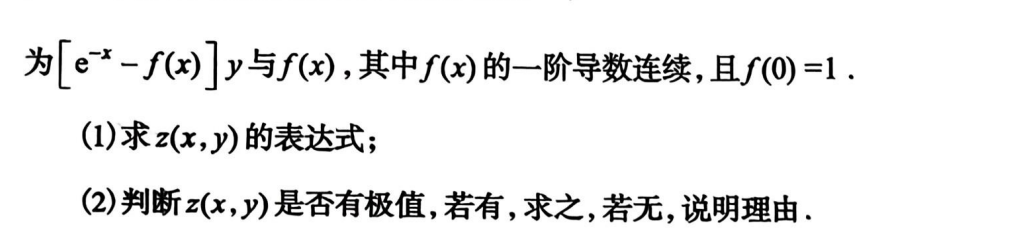 为[e⁻ˣ − f(x)]y与f(x),其中f(x)的一阶导数连续,且f(0)=1.
(1)求z(x,y)的表达式;
(2)判断z(x,y)是否有极值,若有,求之,若无,说明理由.